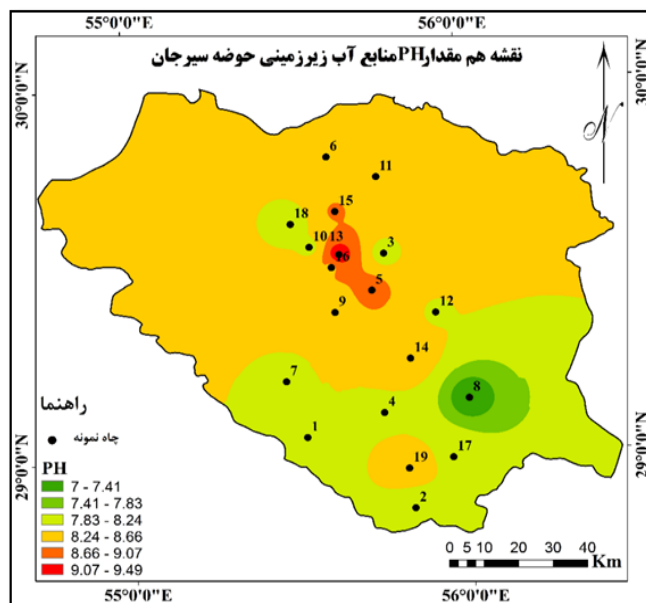 55°0'0"E 56°0'0"E
نقشه هم مقدارPHمنابع آب زیرزمینی حوضه سیرجان
30°0'0"N 30°0'0"N
6
11
15
18
10 13 3
16
5
9 12
14
7
8
4
1
17
19
2
29°0'0"N 29°0'0"N
راهنما
چاه نمونه
PH
7 - 7.41
7.41 - 7.83
7.83 - 8.24
8.24 - 8.66
8.66 - 9.07
9.07 - 9.49
0 5 10 20 30 40
Km
55°0'0"E 56°0'0"E